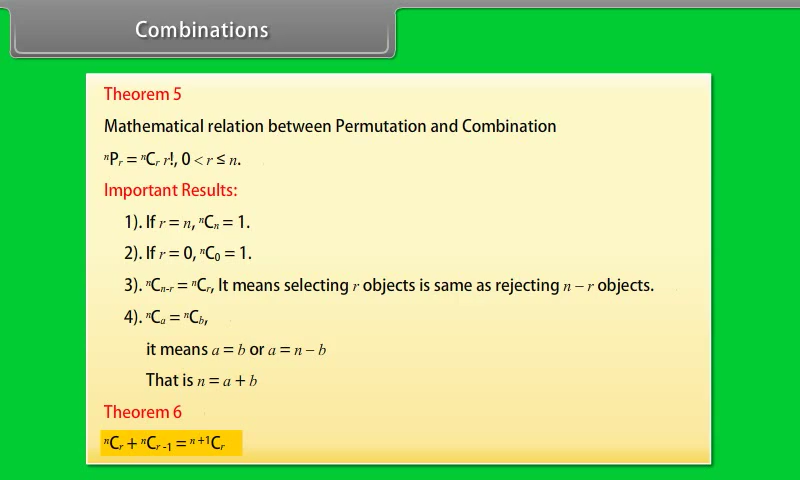 Combinations
Theorem 5
Mathematical relation between Permutation and Combination
ⁿPᵣ = ⁿCᵣ r!, 0 < r ≤ n.
Important Results:
1). If r = n, ⁿCₙ = 1.
2). If r = 0, ⁿC₀ = 1.
3). ⁿCₙ₋ᵣ = ⁿCᵣ, It means selecting r objects is same as rejecting n – r objects.
4). ⁿCₐ = ⁿC_b,
it means a = b or a = n – b
That is n = a + b
Theorem 6
ⁿCᵣ + ⁿCᵣ ₋₁ = ⁿ ⁺¹Cᵣ